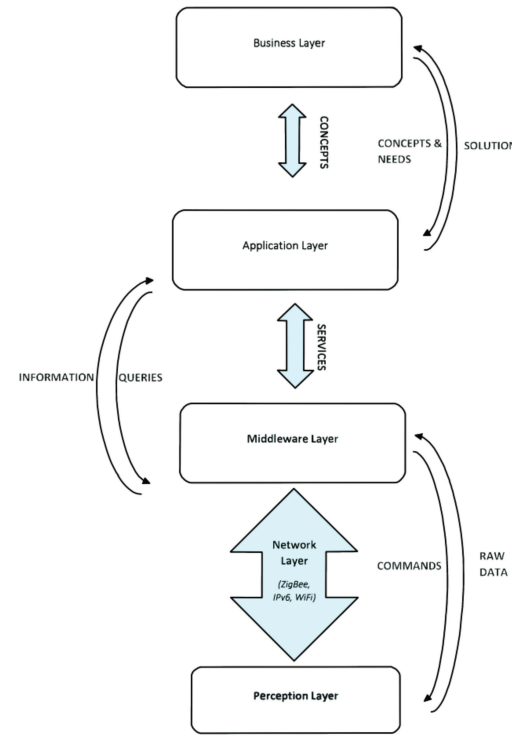 Business Layer
CONCEPTS
CONCEPTS &
NEEDS
SOLUTION
Application Layer
SERVICES
INFORMATION
QUERIES
Middleware Layer
Network
Layer
(ZigBee,
IPv6, WiFi)
COMMANDS
RAW
DATA
Perception Layer